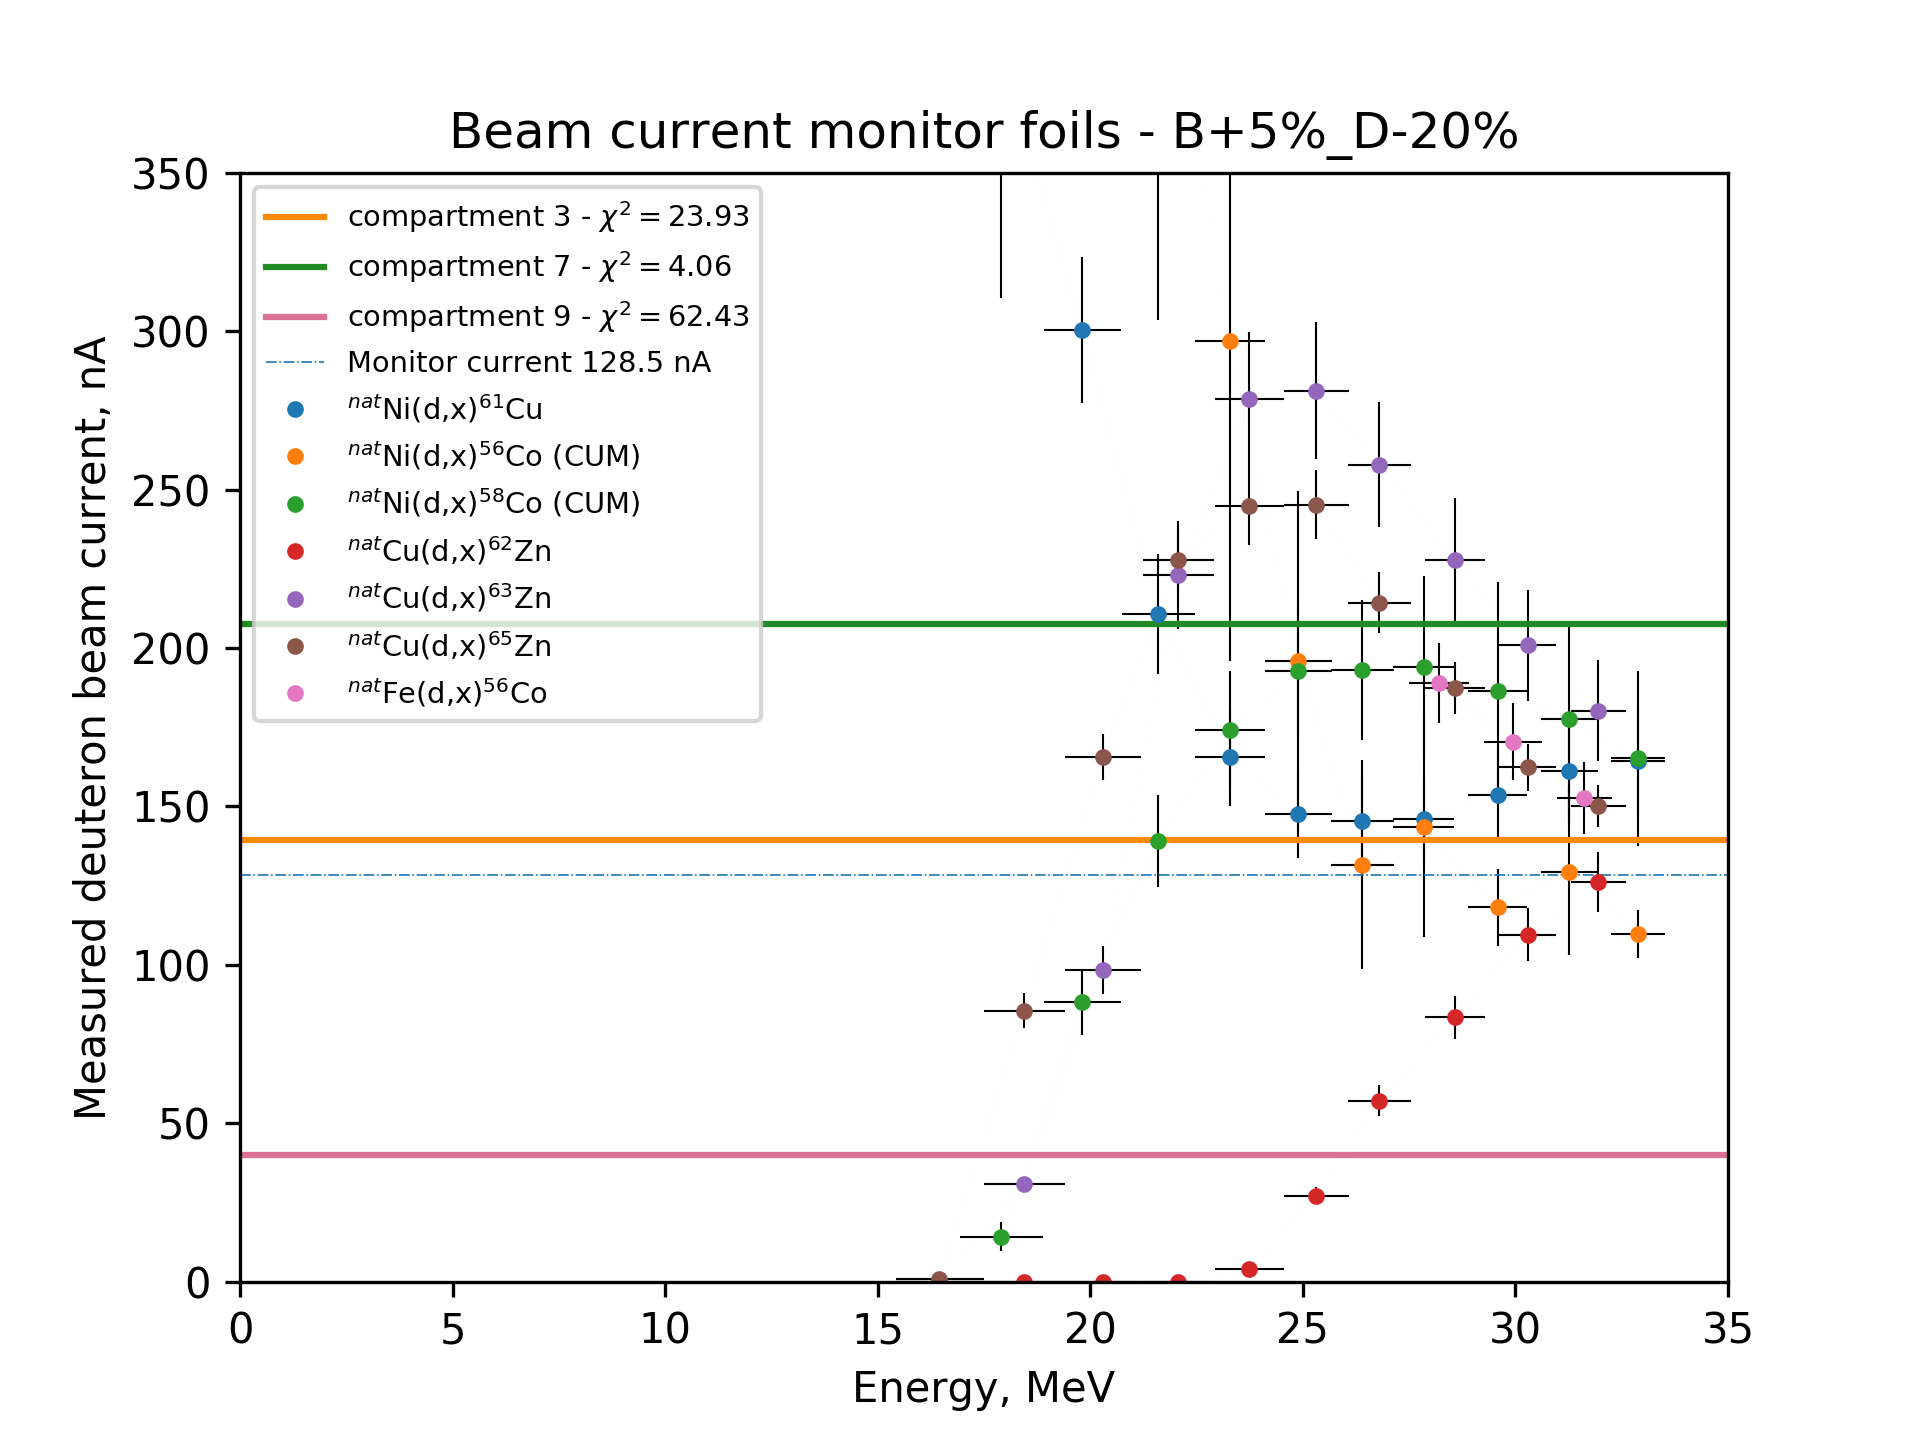 Beam current monitor foils - B+5%_D-20%
Measured deuteron beam current, nA
350
300
250
200
150
100
50
0
compartment 3 - χ² = 23.93
compartment 7 - χ² = 4.06
compartment 9 - χ² = 62.43
Monitor current 128.5 nA
ⁿᵃᵗNi(d,x)⁶¹Cu
ⁿᵃᵗNi(d,x)⁵⁶Co (CUM)
ⁿᵃᵗNi(d,x)⁵⁸Co (CUM)
ⁿᵃᵗCu(d,x)⁶²Zn
ⁿᵃᵗCu(d,x)⁶³Zn
ⁿᵃᵗCu(d,x)⁶⁵Zn
ⁿᵃᵗFe(d,x)⁵⁶Co
0 5 10 15 20 25 30 35
Energy, MeV